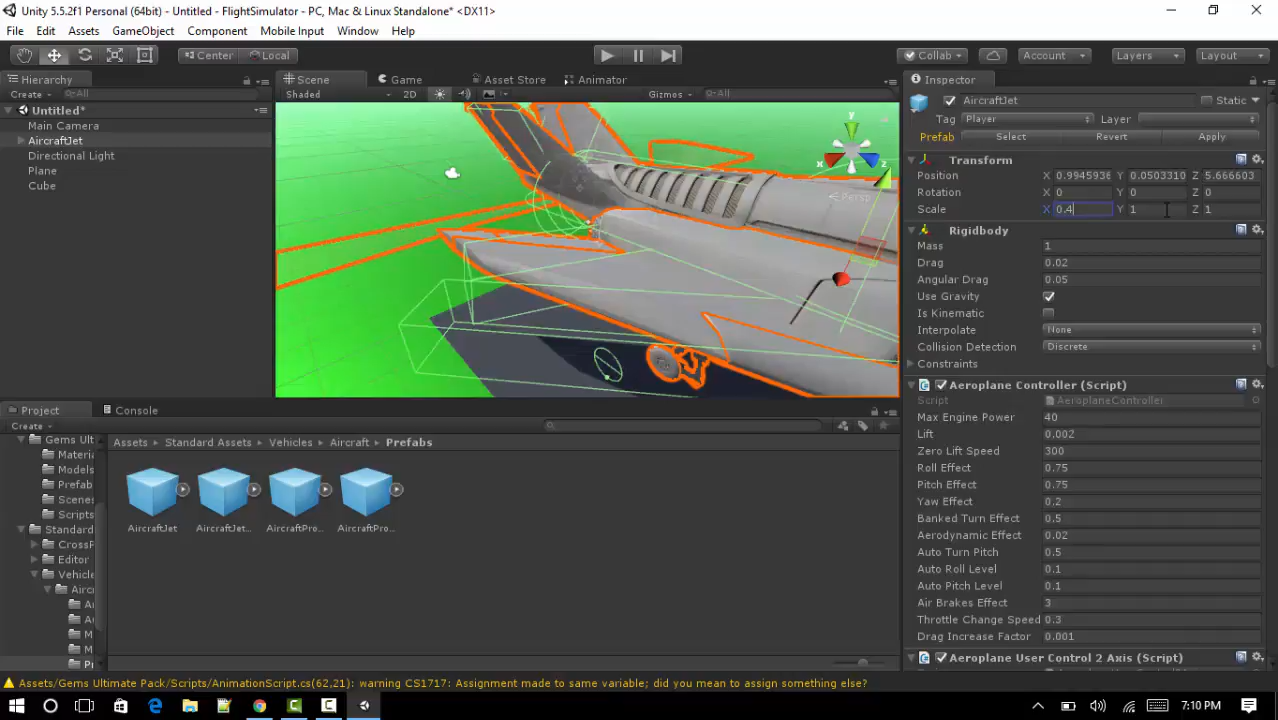 Unity 5.5.2f1 Personal (64bit) - Untitled - FlightSimulator - PC, Mac & Linux Standalone* <DX11>
File Edit Assets GameObject Component Mobile Input Window Help
Center Local Collab Account Layers Layout
Hierarchy
Create All
Untitled*
Main Camera
AircraftJet
Directional Light
Plane
Cube
Scene Game Asset Store Animator
Shaded 2D Gizmos All
y
x
z
Persp
Inspector
AircraftJet Static
Tag Player Layer
Prefab Select Revert Apply
Transform
Position X 0.9945936 Y 0.0503310 Z 5.666603
Rotation X 0 Y 0 Z 0
Scale X 0.4 Y 1 Z 1
Rigidbody
Mass 1
Drag 0.02
Angular Drag 0.05
Use Gravity
Is Kinematic
Interpolate None
Collision Detection Discrete
Constraints
Aeroplane Controller (Script)
Script AeroplaneController
Max Engine Power 40
Lift 0.002
Zero Lift Speed 300
Roll Effect 0.75
Pitch Effect 0.75
Yaw Effect 0.2
Banked Turn Effect 0.5
Aerodynamic Effect 0.02
Auto Turn Pitch 0.5
Auto Roll Level 0.1
Auto Pitch Level 0.1
Air Brakes Effect 3
Throttle Change Speed 0.3
Drag Increase Factor 0.001
Aeroplane User Control 2 Axis (Script)
Project Console
Create
Gems Ult
Materia
Models
Prefab
Scenes
Scripts
Standard
CrossP
Editor
Vehicle
Airc
A
A
M
M
Pr
Assets Standard Assets Vehicles Aircraft Prefabs
AircraftJet AircraftJet... AircraftPro... AircraftPro...
Assets/Gems Ultimate Pack/Scripts/AnimationScript.cs(62,21): warning CS1717: Assignment made to same variable; did you mean to assign something else?
7:10 PM